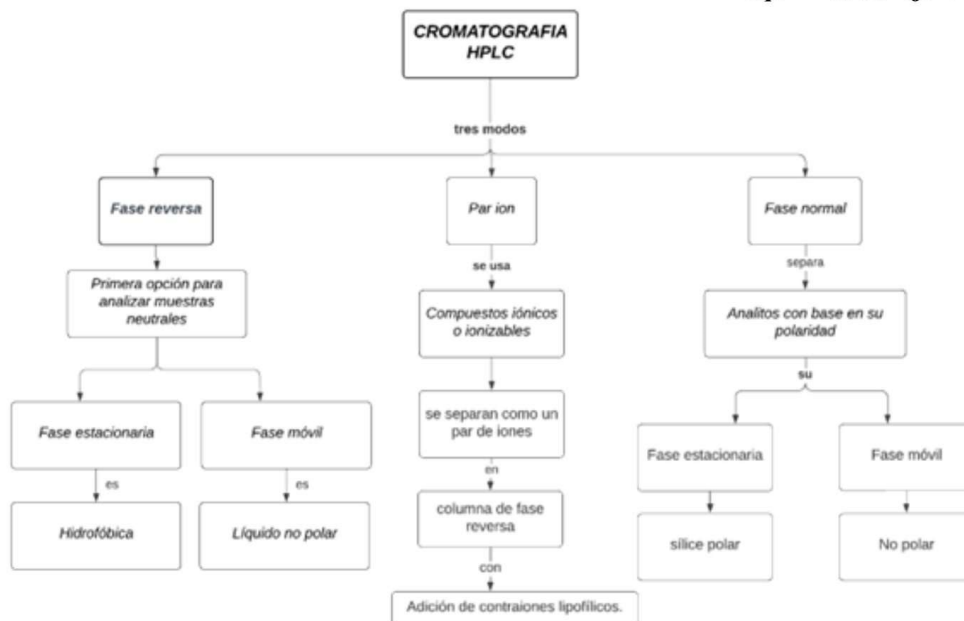 CROMATOGRAFIA
HPLC
tres modos
Fase reversa
Par ion
Fase normal
se usa
separa
Primera opción para
analizar muestras
neutrales
Compuestos iónicos
o ionizables
Analitos con base en su
polaridad
su
Fase estacionaria
Fase móvil
se separan como un
par de iones
Fase estacionaria
Fase móvil
es
es
en
Hidrofóbica
Líquido no polar
columna de fase
reversa
sílice polar
No polar
con
Adición de contraiones lipofílicos.